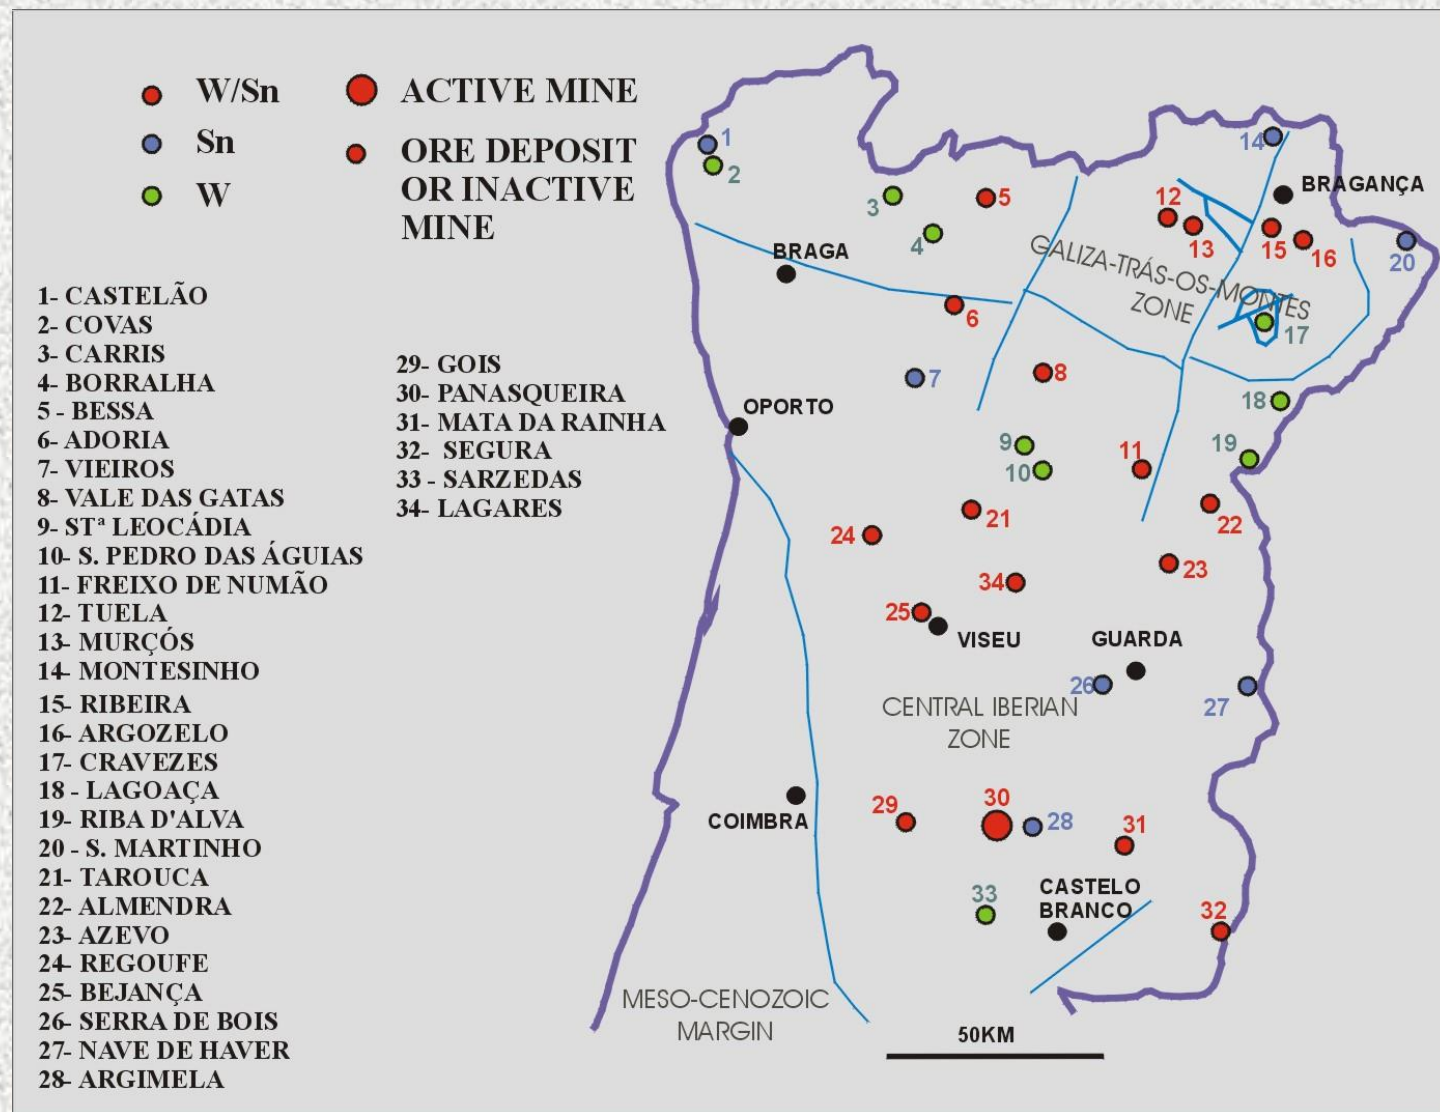 W/Sn
Sn
W
ACTIVE MINE
ORE DEPOSIT
OR INACTIVE
MINE
1- CASTELÃO
2- COVAS
3- CARRIS
4- BORRALHA
5 - BESSA
6- ADORIA
7- VIEIROS
8- VALE DAS GATAS
9- STª LEOCÁDIA
10- S. PEDRO DAS ÁGUIAS
11- FREIXO DE NUMÃO
12- TUELA
13- MURÇÓS
14- MONTESINHO
15- RIBEIRA
16- ARGOZELO
17- CRAVEZES
18 - LAGOAÇA
19- RIBA D'ALVA
20 - S. MARTINHO
21- TAROUCA
22- ALMENDRA
23- AZEVO
24- REGOUFE
25- BEJANÇA
26- SERRA DE BOIS
27- NAVE DE HAVER
28- ARGIMELA
29- GOIS
30- PANASQUEIRA
31- MATA DA RAINHA
32- SEGURA
33 - SARZEDAS
34- LAGARES
1
2
3
4
5
14
BRAGANÇA
12
13
15
16
20
BRAGA
GALIZA-TRÁS-OS-MONTES
ZONE
6
17
7
8
18
OPORTO
9
10
11
19
21
22
24
23
34
25
VISEU
GUARDA
26
27
CENTRAL IBERIAN
ZONE
COIMBRA
29
30
28
31
33
CASTELO
BRANCO
32
MESO-CENOZOIC
MARGIN
50KM